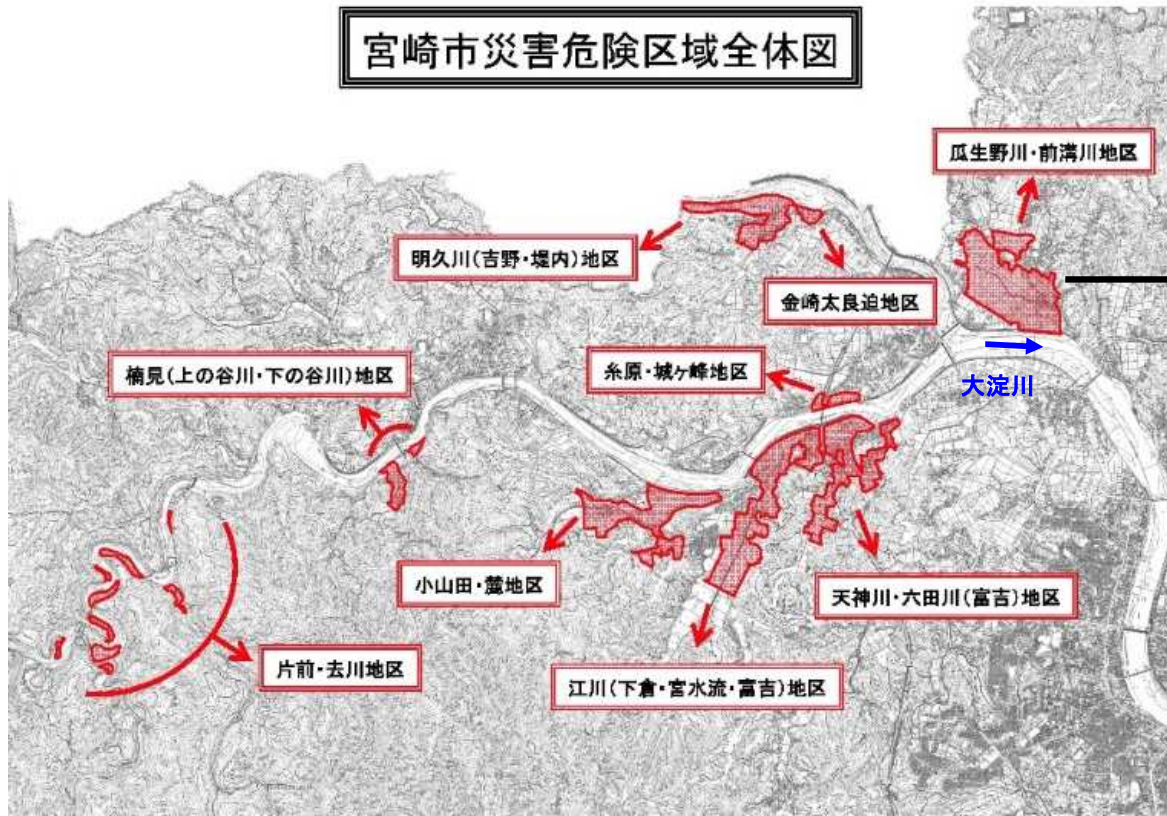 宮崎市災害危険区域全体図
瓜生野川・前溝川地区
明久川(吉野・堤内)地区
金崎太良迫地区
楠見(上の谷川・下の谷川)地区
糸原・城ヶ峰地区
大淀川
小山田・麓地区
天神川・六田川(富吉)地区
片前・去川地区
江川(下倉・宮水流・富吉)地区